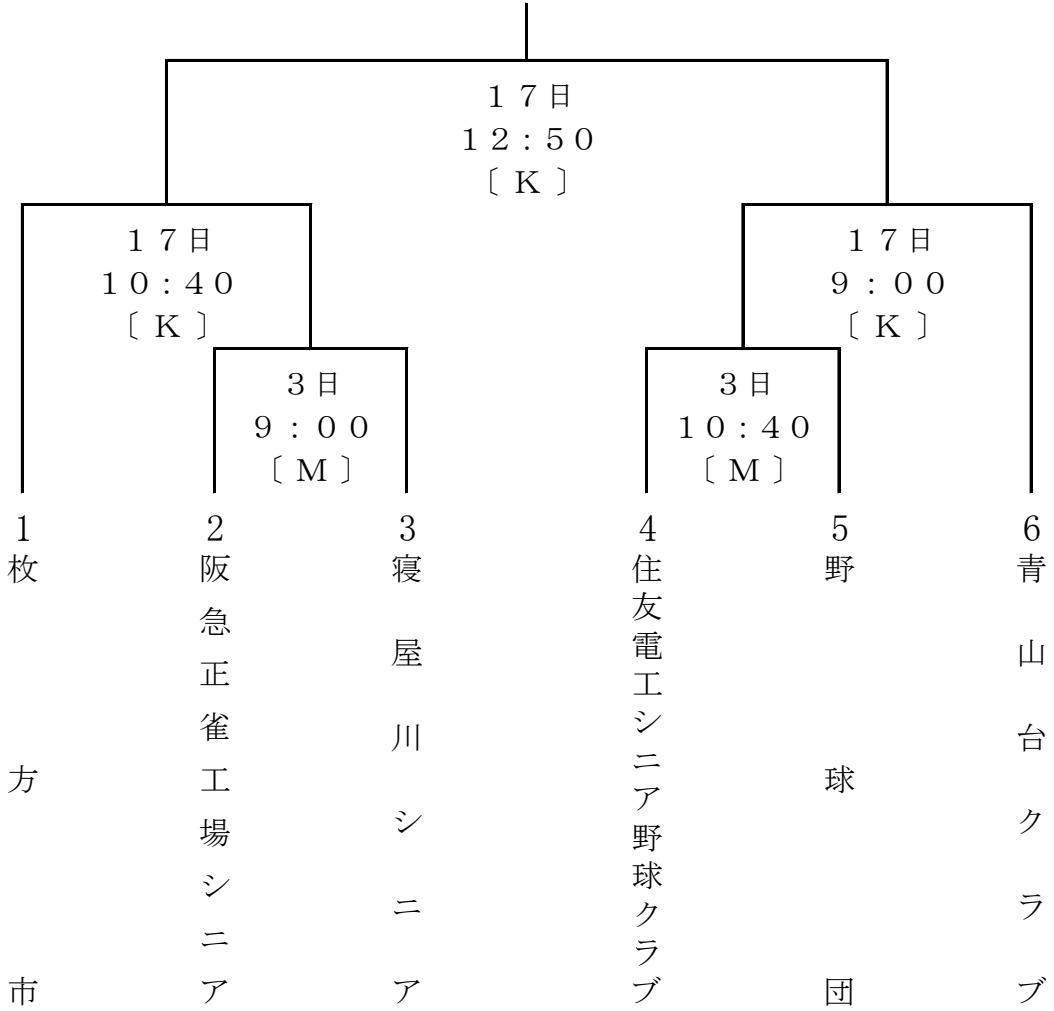 １７日
１２：５０
〔Ｋ〕
１７日
１０：４０
〔Ｋ〕
１７日
９：００
〔Ｋ〕
３日
９：００
〔Ｍ〕
３日
１０：４０
〔Ｍ〕
1
枚方市
2
阪急正雀工場シニア
3
寝屋川シニア
4
住友電工シニア野球クラブ
5
野球団
6
青山台クラブ